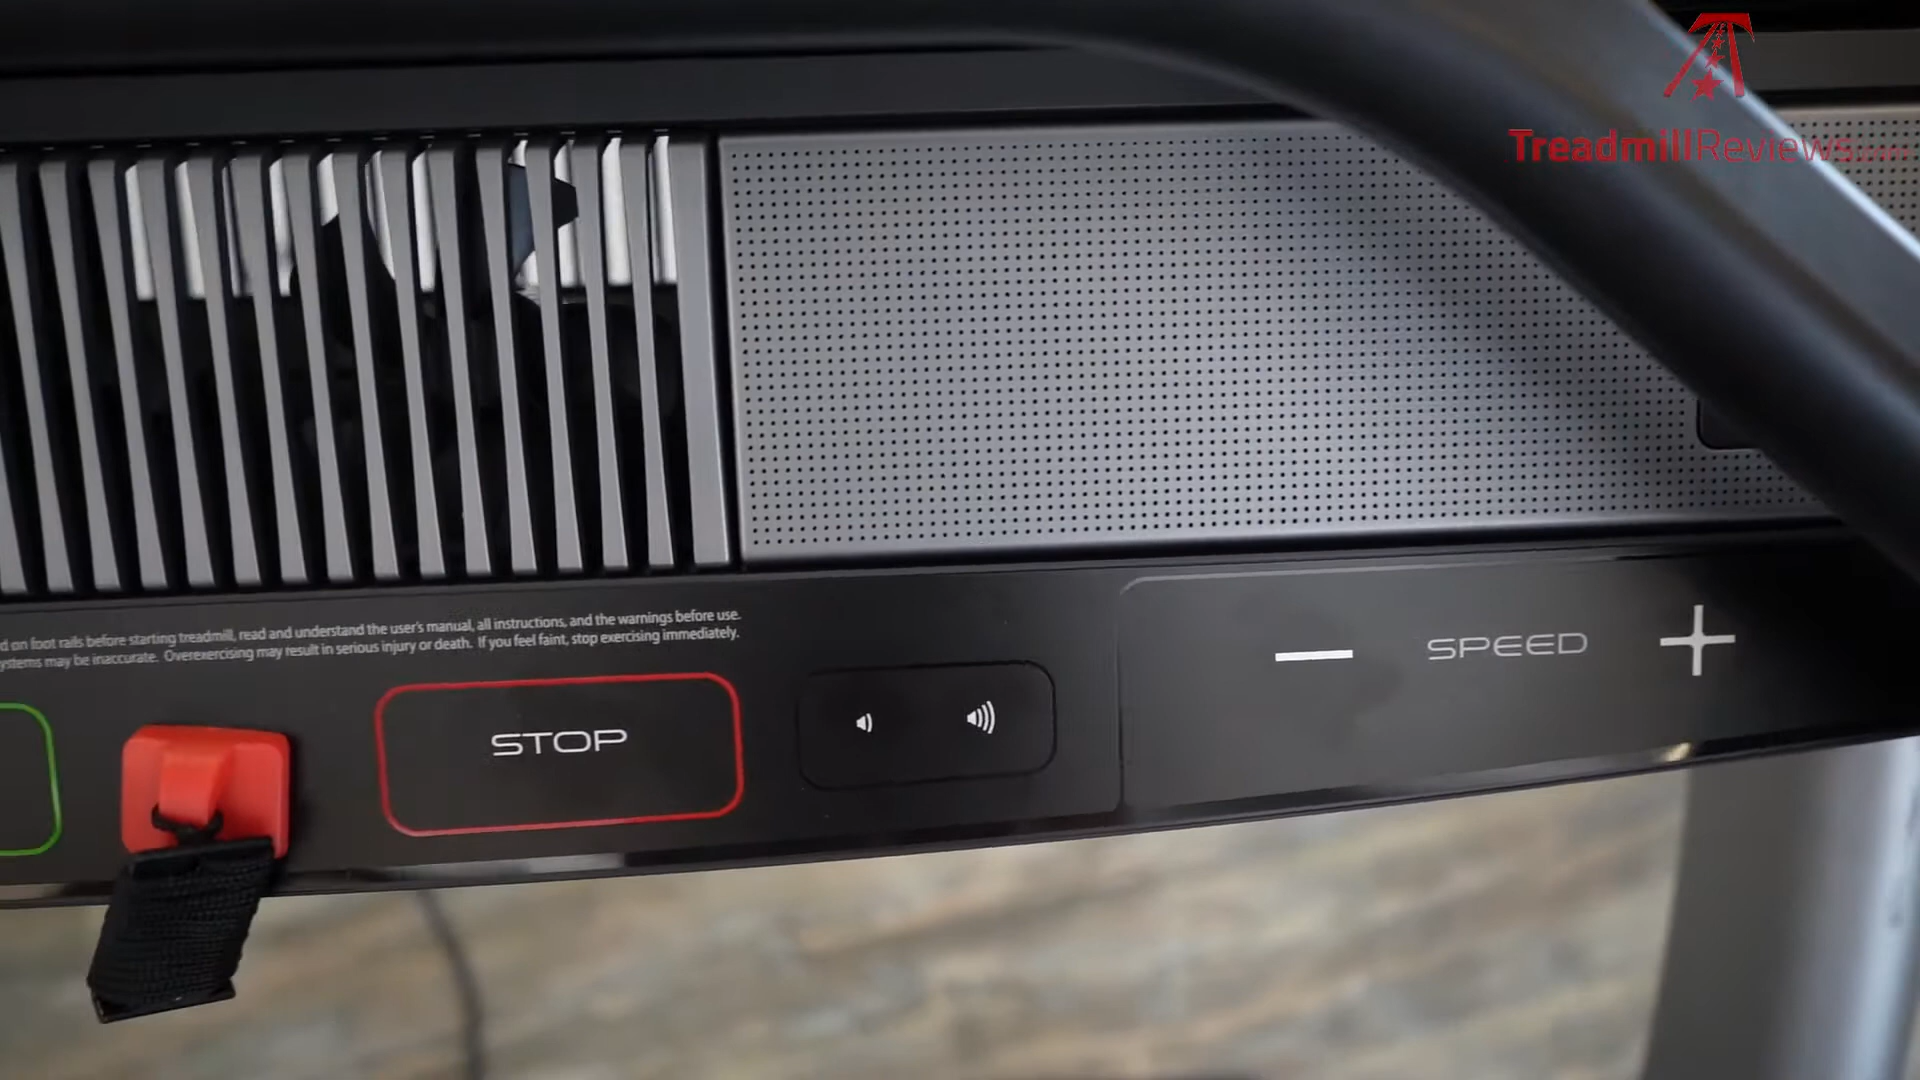 TreadmillReviews.com
d on foot rails before starting treadmill, read and understand the user's manual, all instructions, and the warnings before use.
ystems may be inaccurate. Overexercising may result in serious injury or death. If you feel faint, stop exercising immediately.
STOP
SPEED